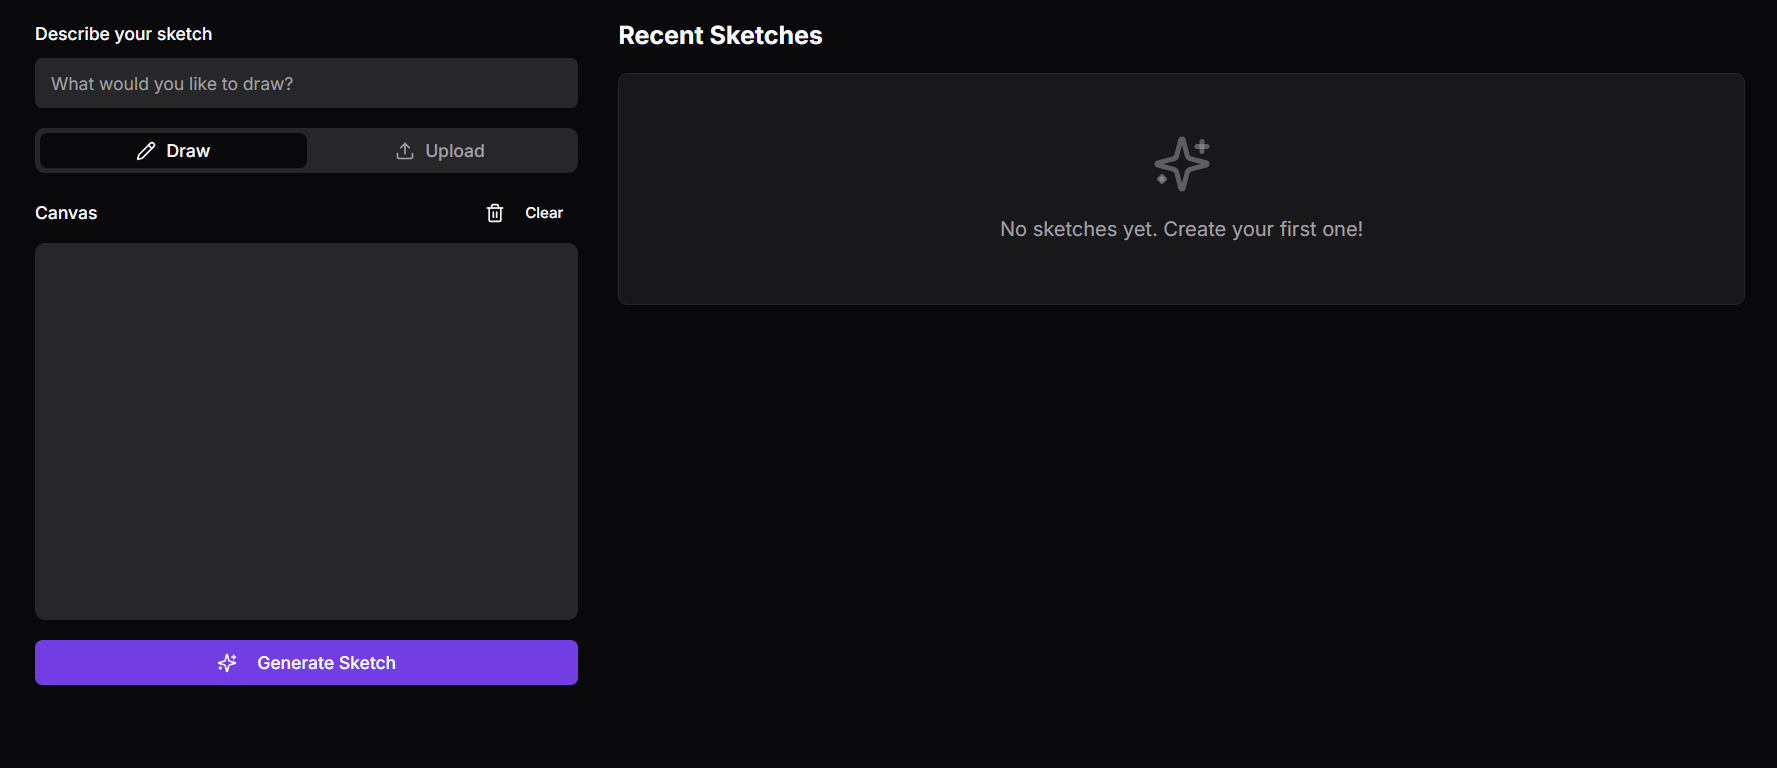 Describe your sketch
What would you like to draw?
Draw
Upload
Canvas
Clear
Generate Sketch
Recent Sketches
No sketches yet. Create your first one!